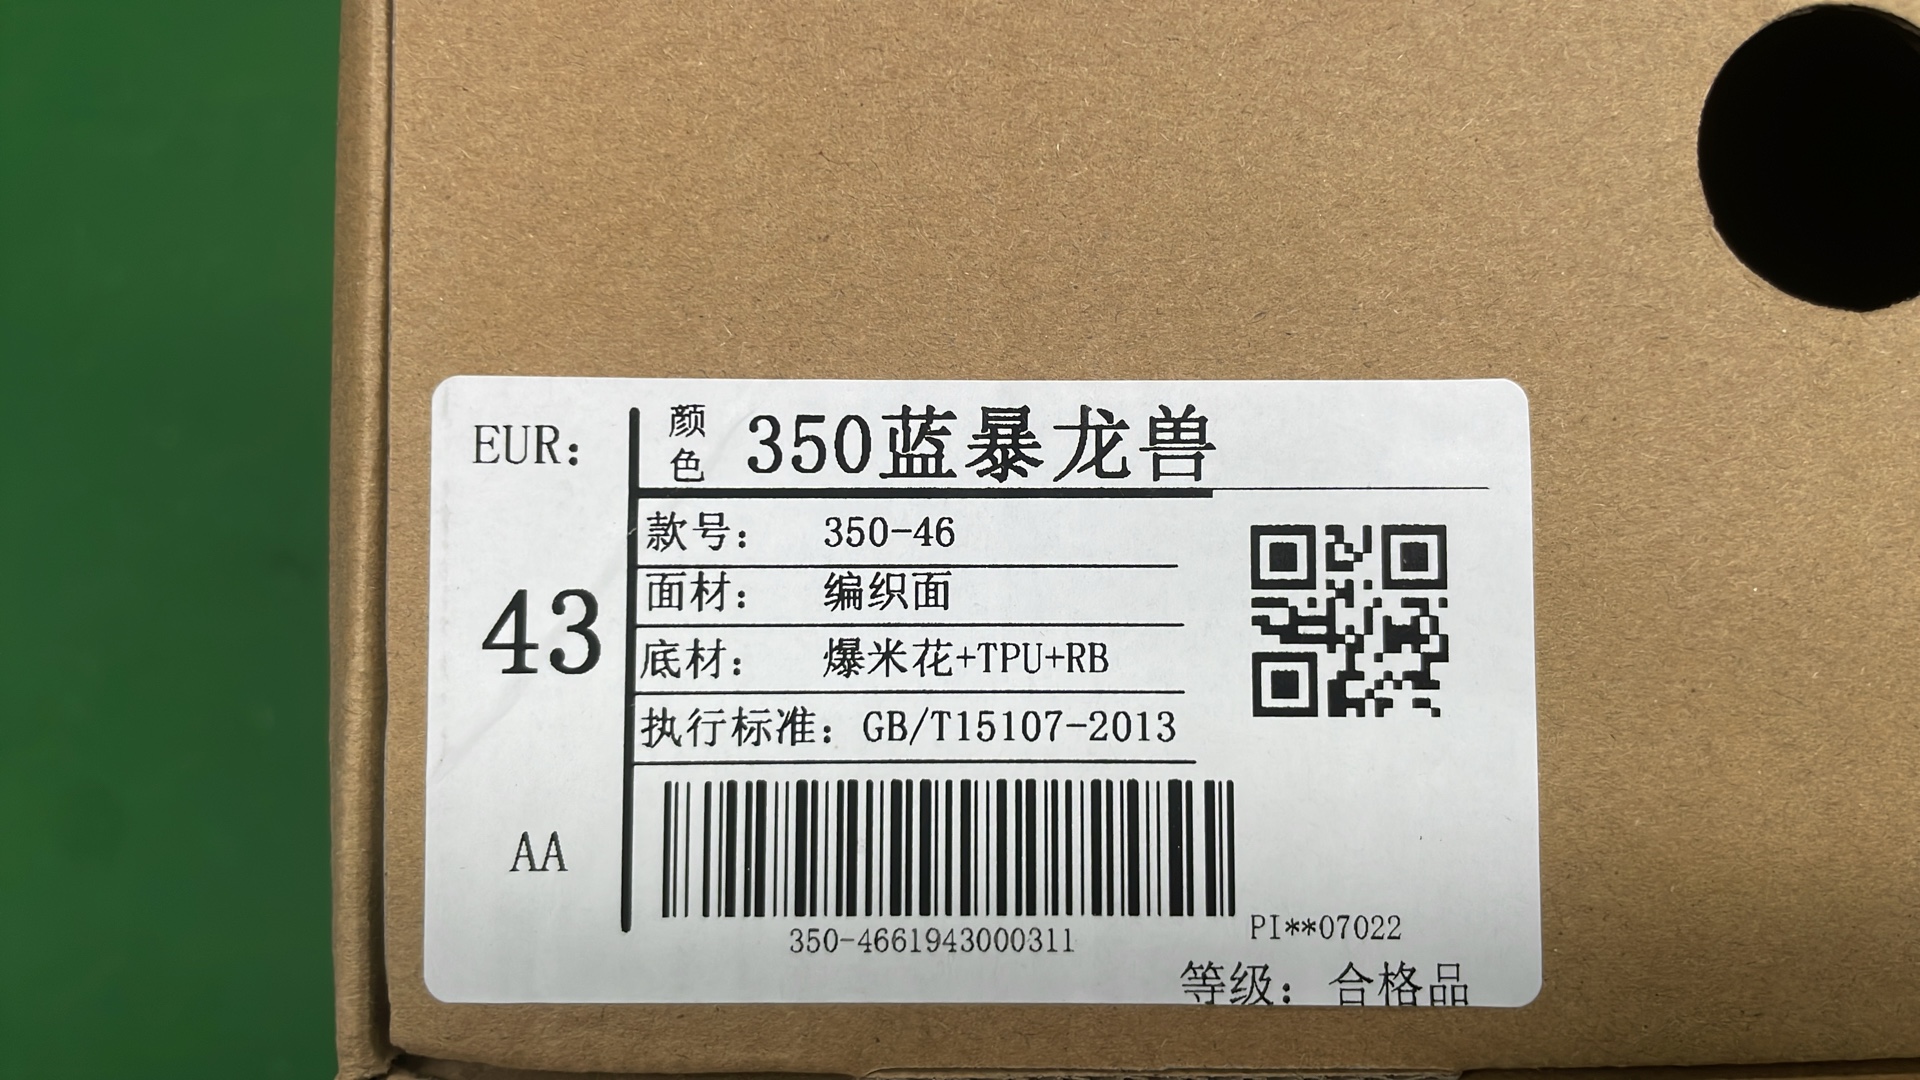 EUR:
43
AA
颜色 350蓝暴龙兽
款号: 350-46
面材: 编织面
底材: 爆米花+TPU+RB
执行标准: GB/T15107-2013
350-4661943000311
PI**07022
等级: 合格品